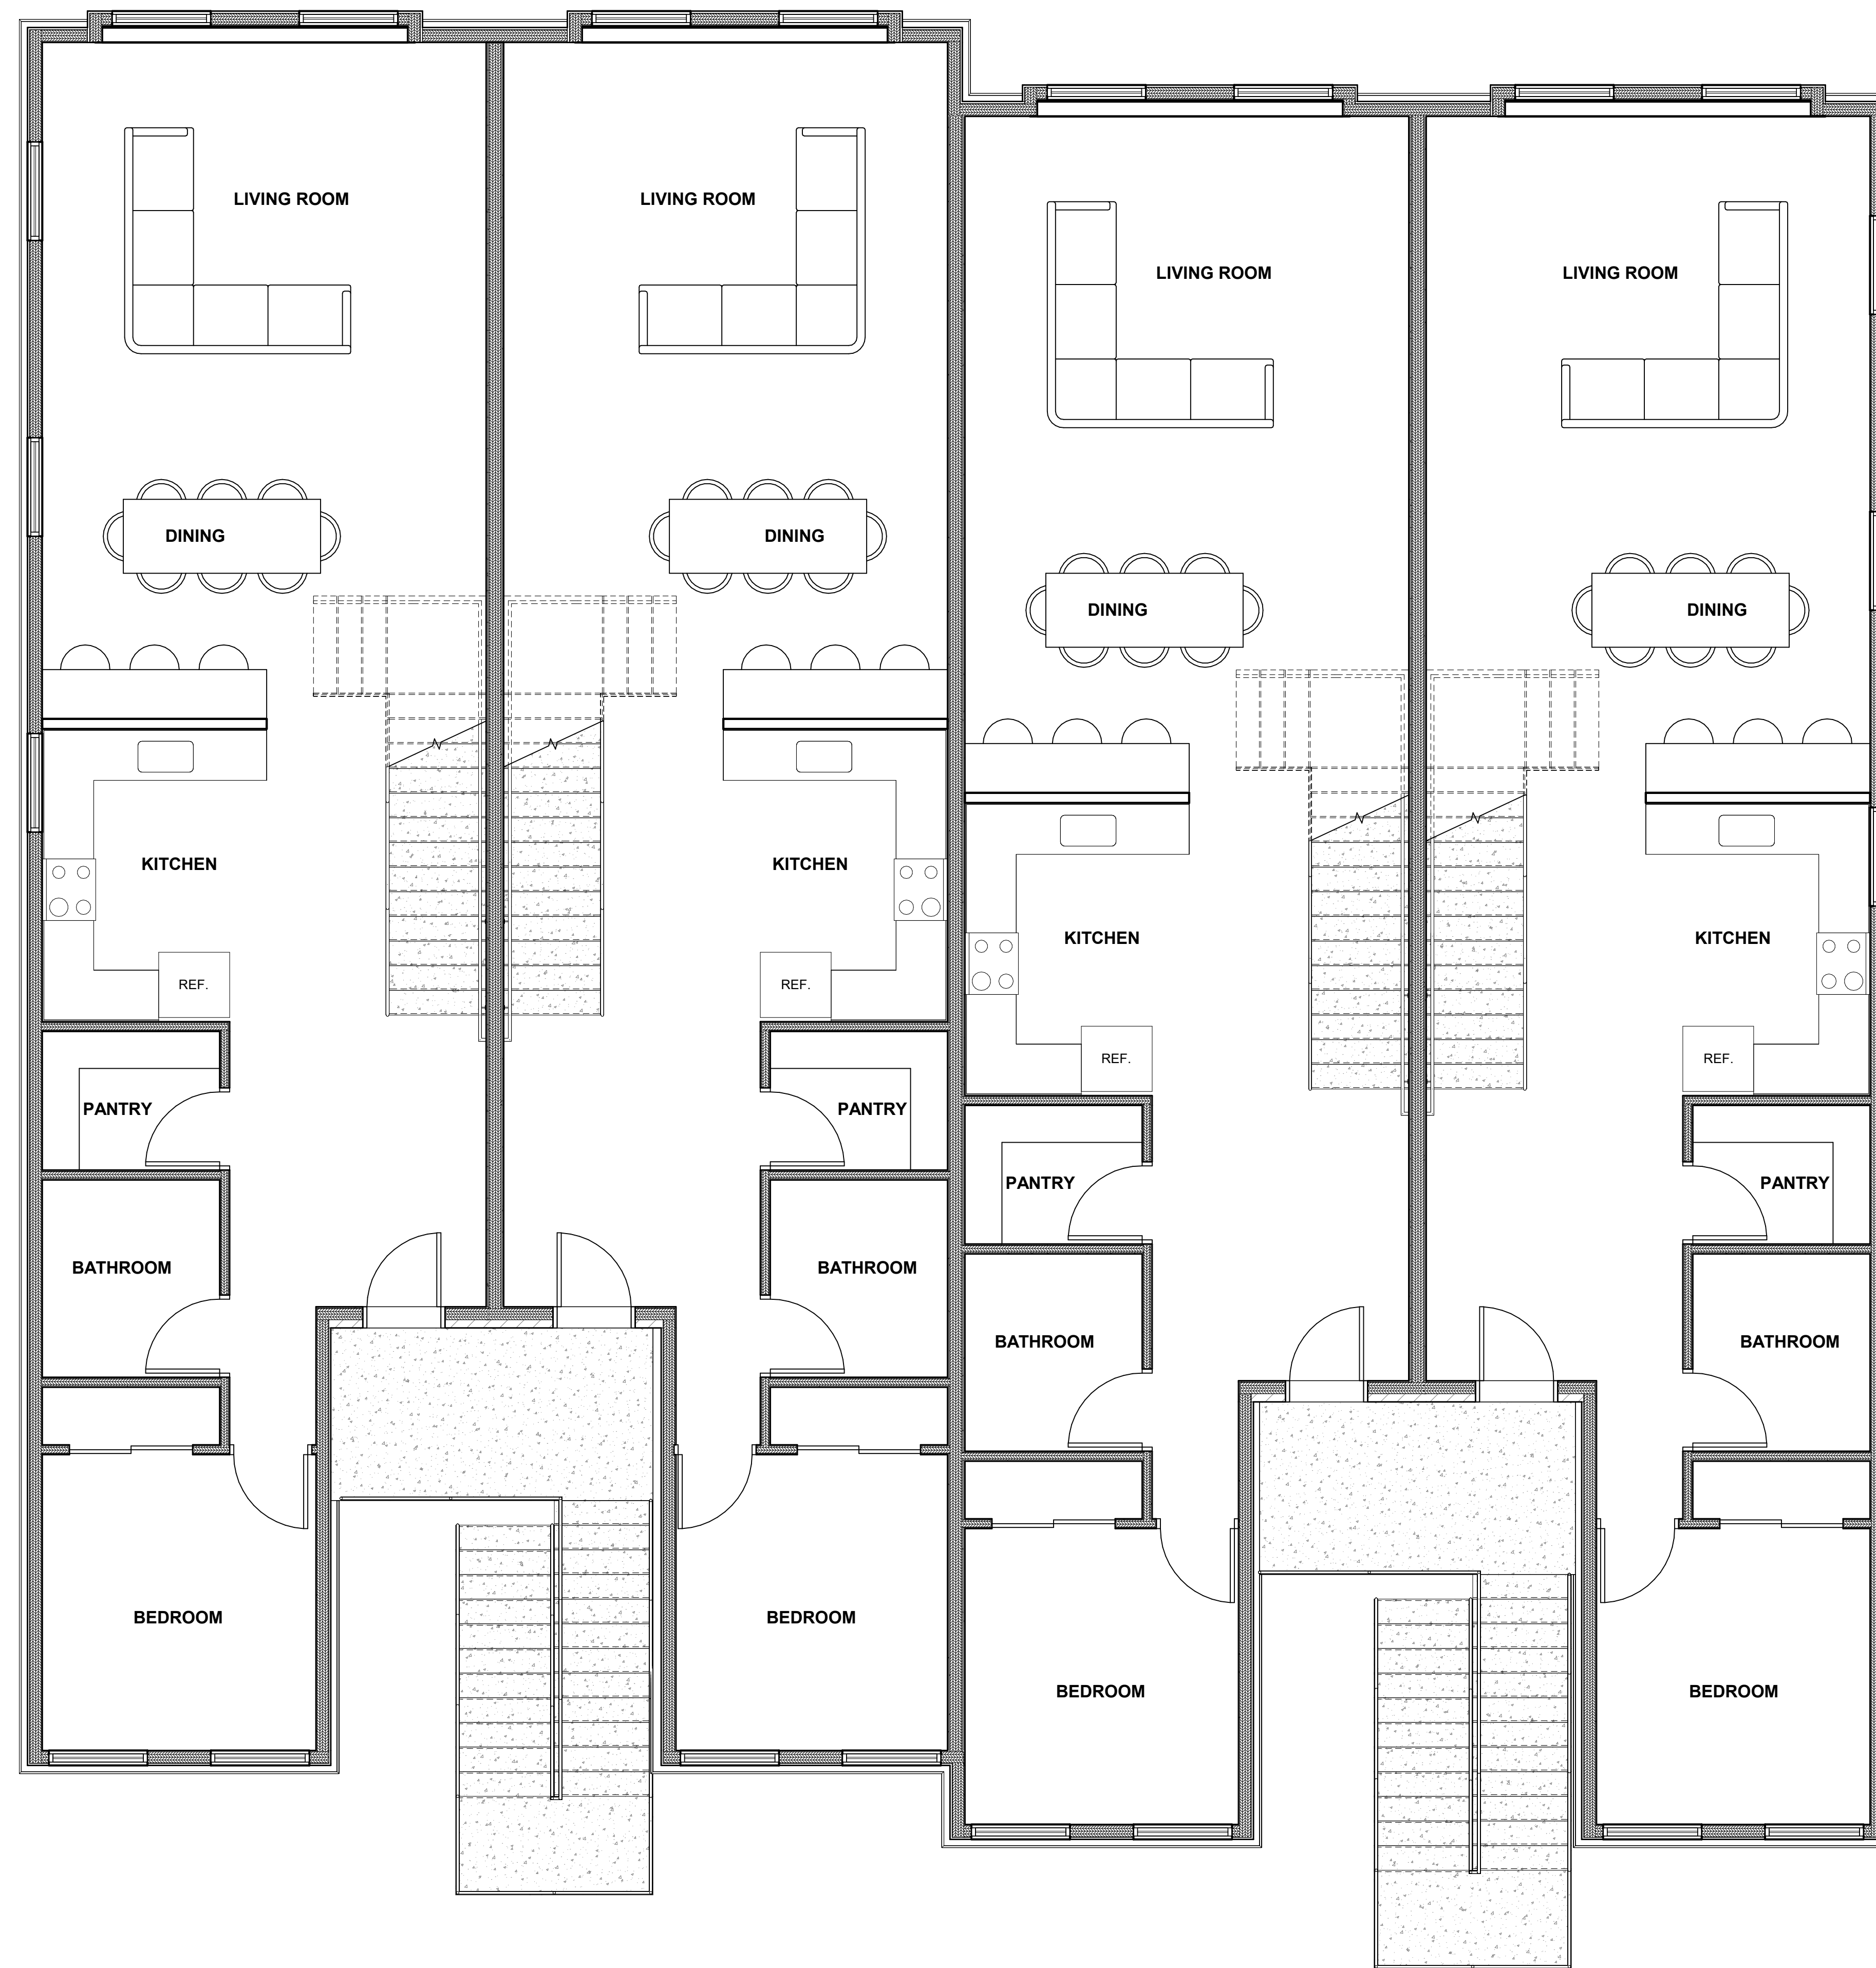 LIVING ROOM
LIVING ROOM
LIVING ROOM
LIVING ROOM
DINING
DINING
DINING
DINING
KITCHEN
KITCHEN
KITCHEN
KITCHEN
REF.
REF.
REF.
REF.
PANTRY
PANTRY
PANTRY
PANTRY
BATHROOM
BATHROOM
BATHROOM
BATHROOM
BEDROOM
BEDROOM
BEDROOM
BEDROOM